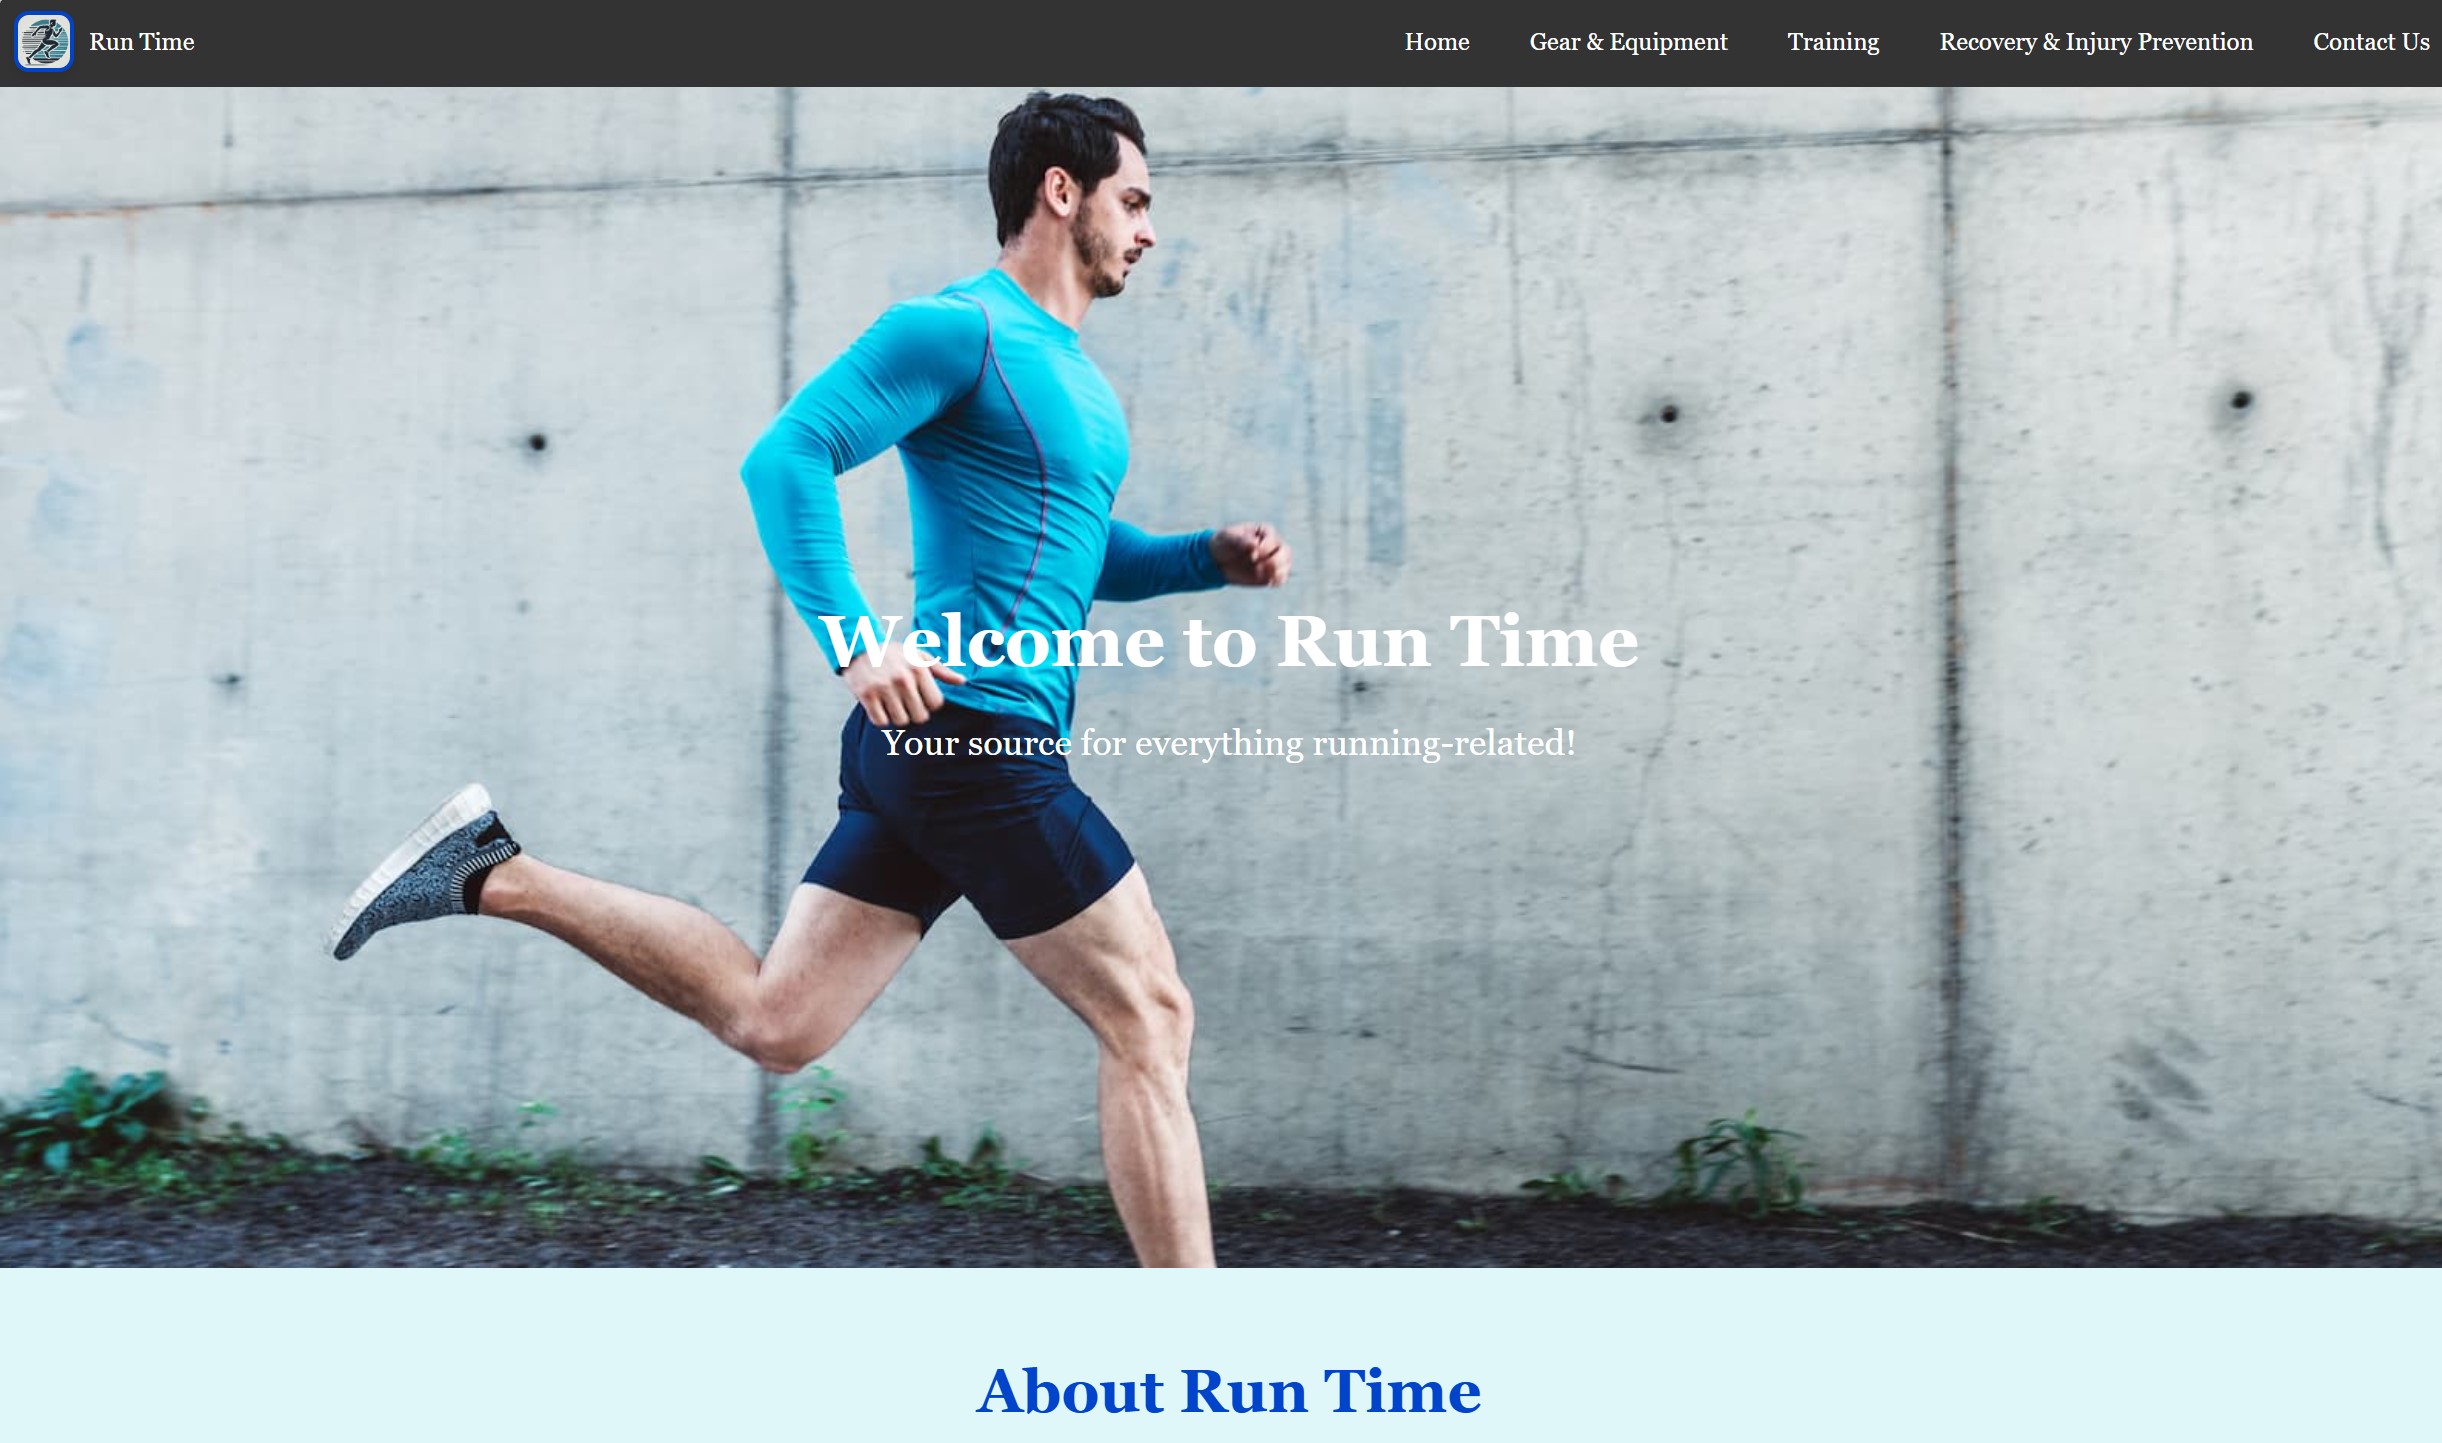 Run Time
Home
Gear & Equipment
Training
Recovery & Injury Prevention
Contact Us
Welcome to Run Time
Your source for everything running-related!
About Run Time